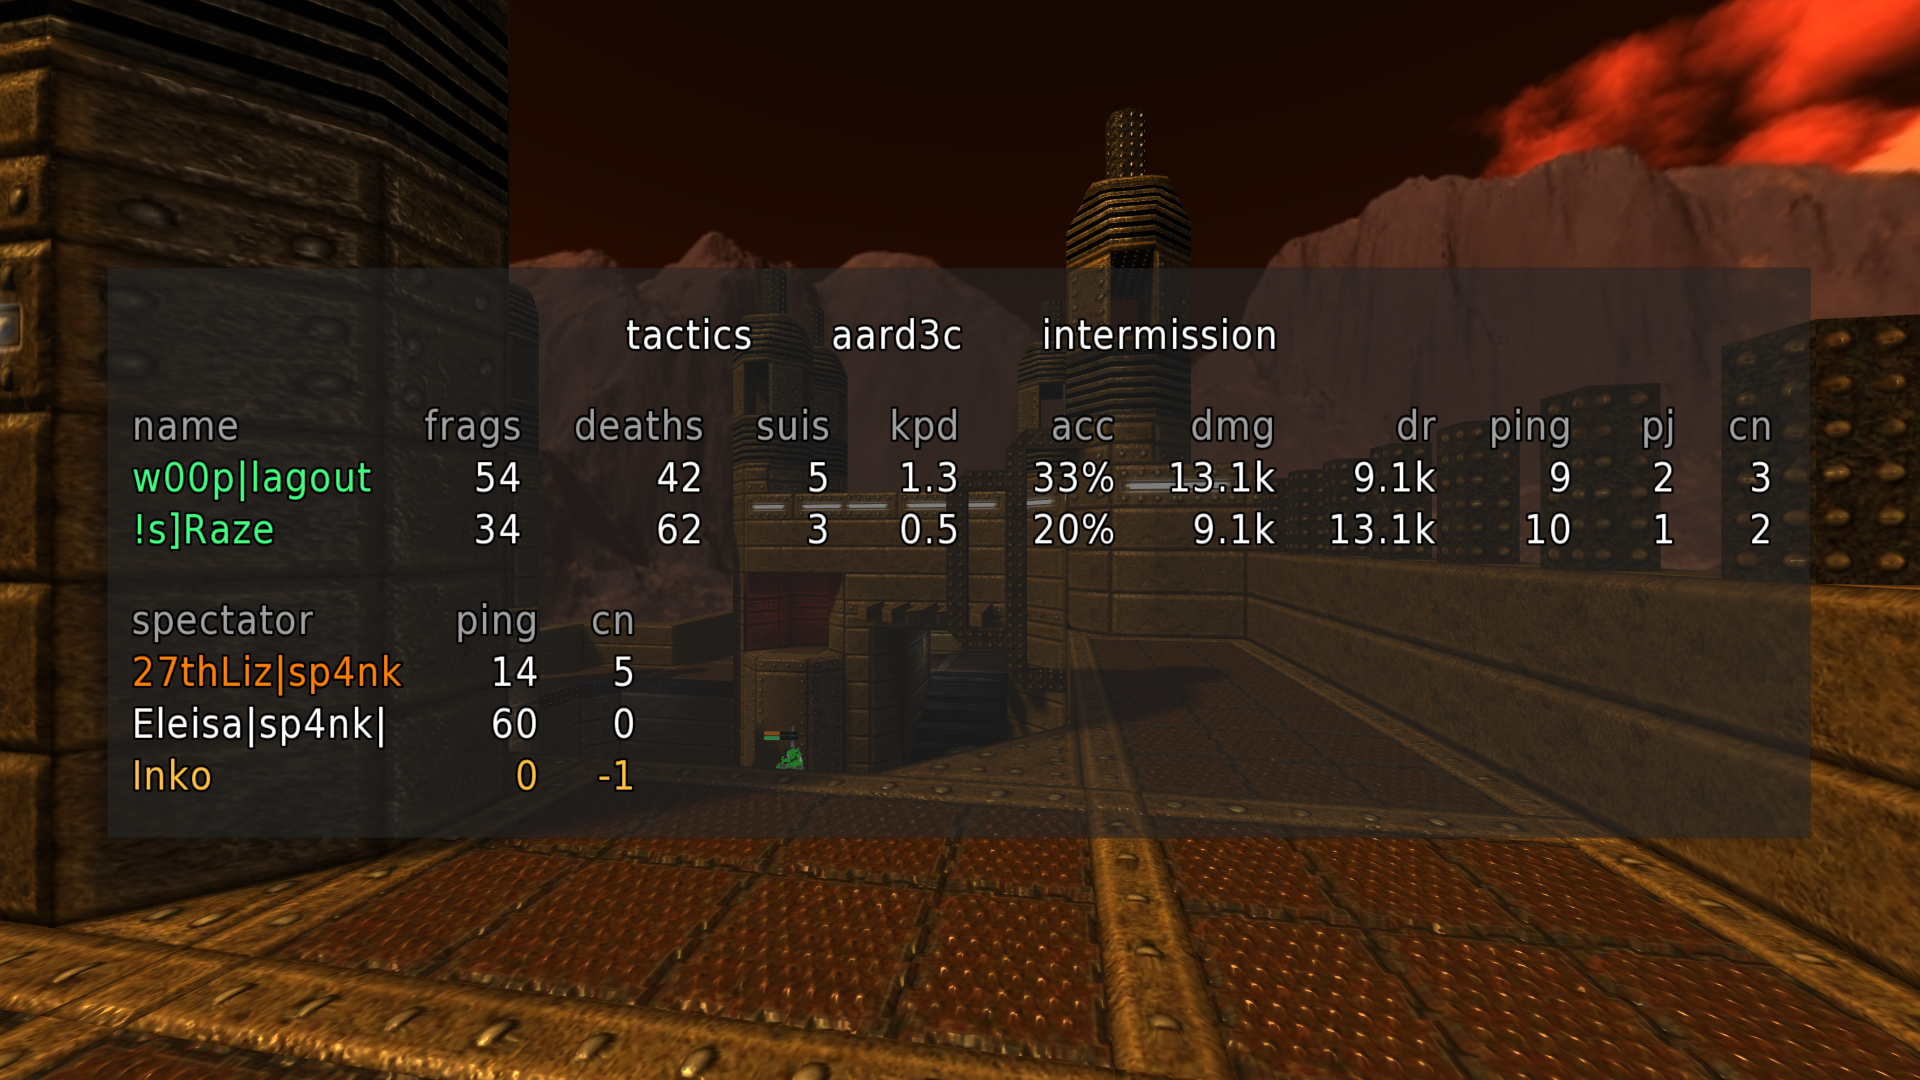 tactics aard3c intermission
name frags deaths suis kpd acc dmg dr ping pj cn
w00p|lagout 54 42 5 1.3 33% 13.1k 9.1k 9 2 3
!s]Raze 34 62 3 0.5 20% 9.1k 13.1k 10 1 2
spectator ping cn
27thLiz|sp4nk 14 5
Eleisa|sp4nk| 60 0
Inko 0 -1